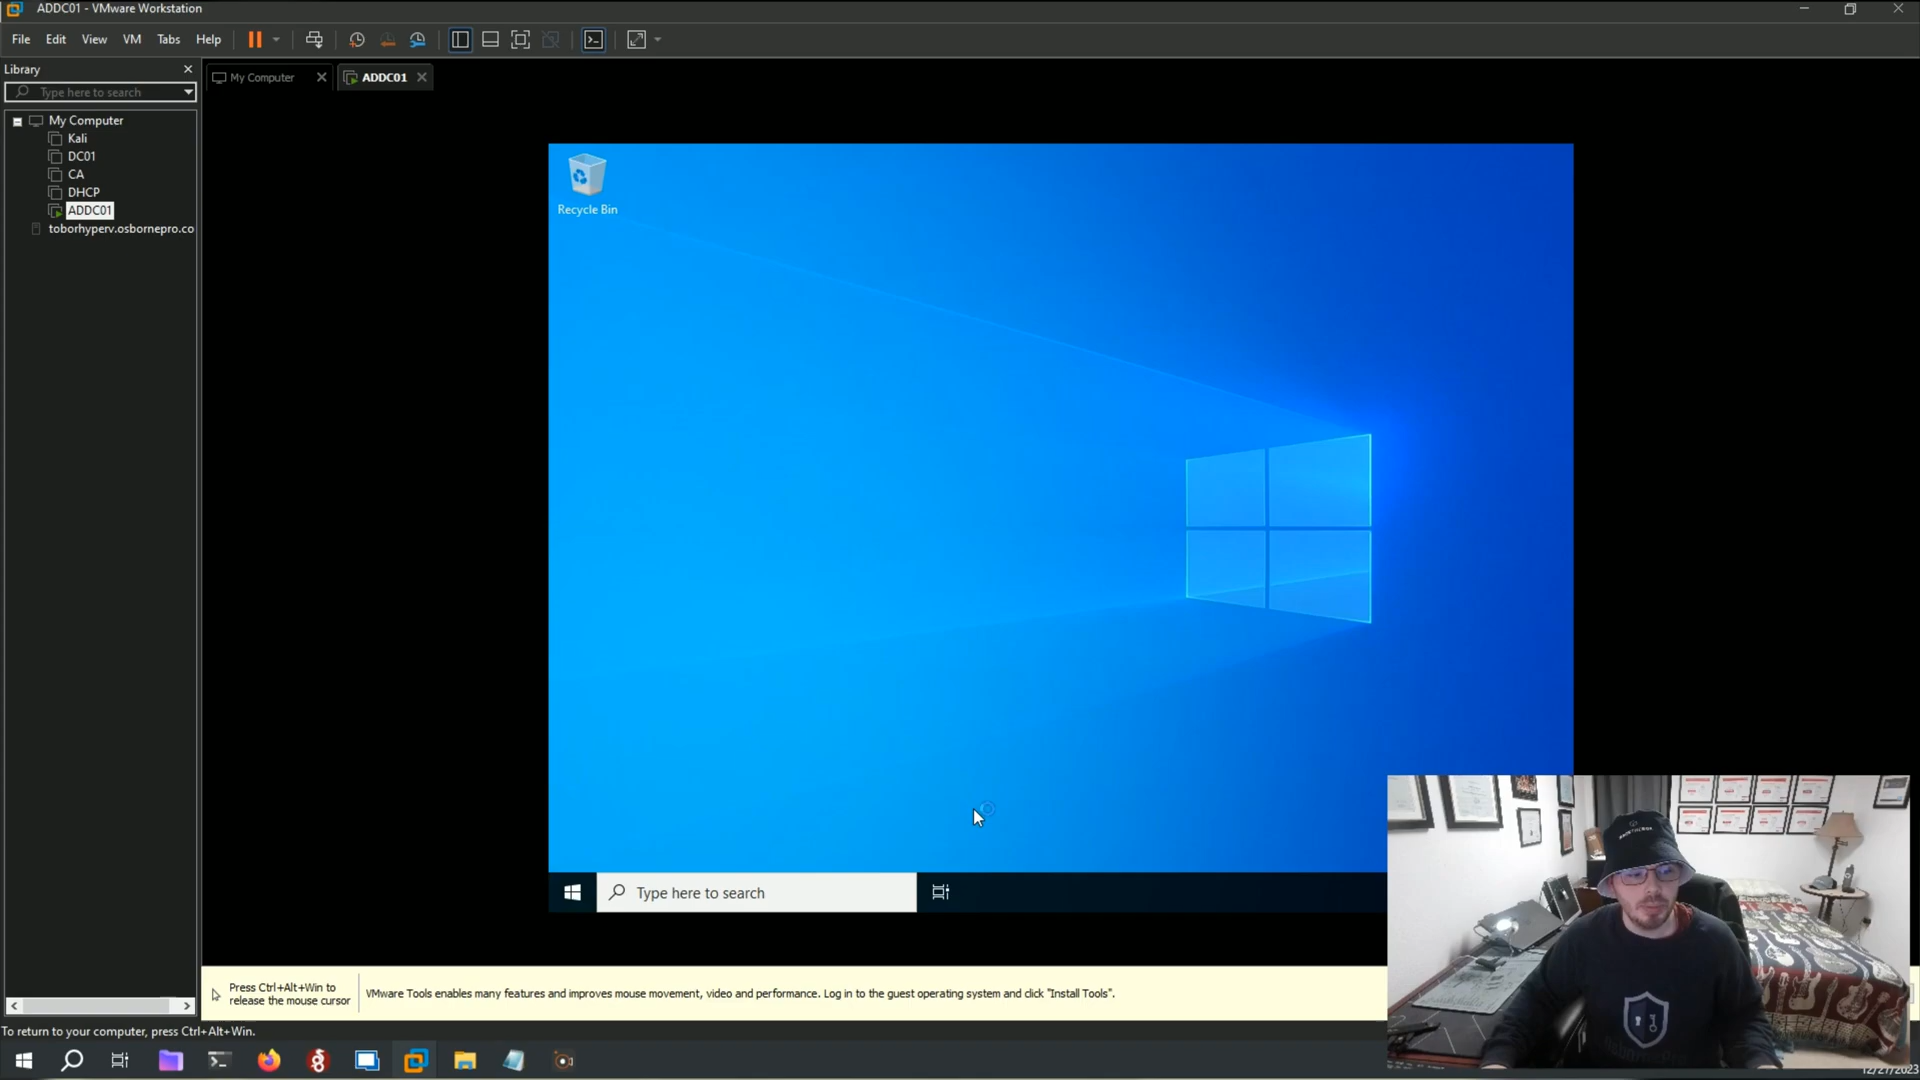 ADDC01 - VMware Workstation
File Edit View VM Tabs Help
Library
Type here to search
My Computer
Kali
DC01
CA
DHCP
ADDC01
toborhyperv.osbornepro.co
My Computer
ADDC01
Recycle Bin
Type here to search
Press Ctrl+Alt+Win to
release the mouse cursor
VMware Tools enables many features and improves mouse movement, video and performance. Log in to the guest operating system and click "Install Tools".
To return to your computer, press Ctrl+Alt+Win.
12/27/2023